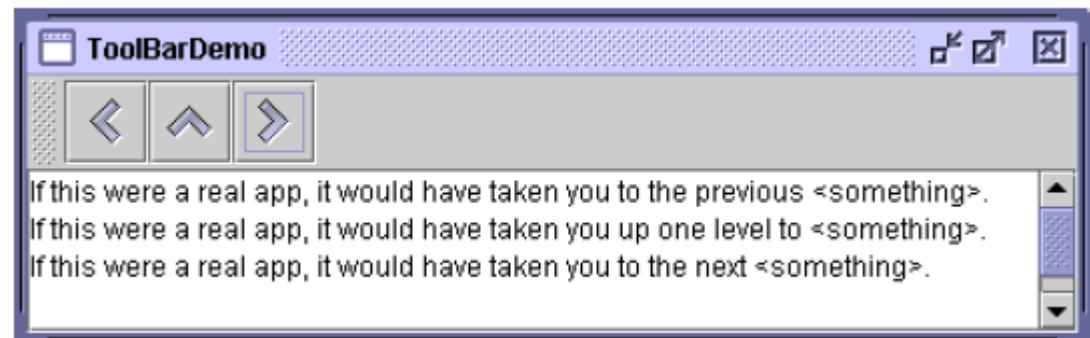 ToolBarDemo
If this were a real app, it would have taken you to the previous <something>.
If this were a real app, it would have taken you up one level to <something>.
If this were a real app, it would have taken you to the next <something>.